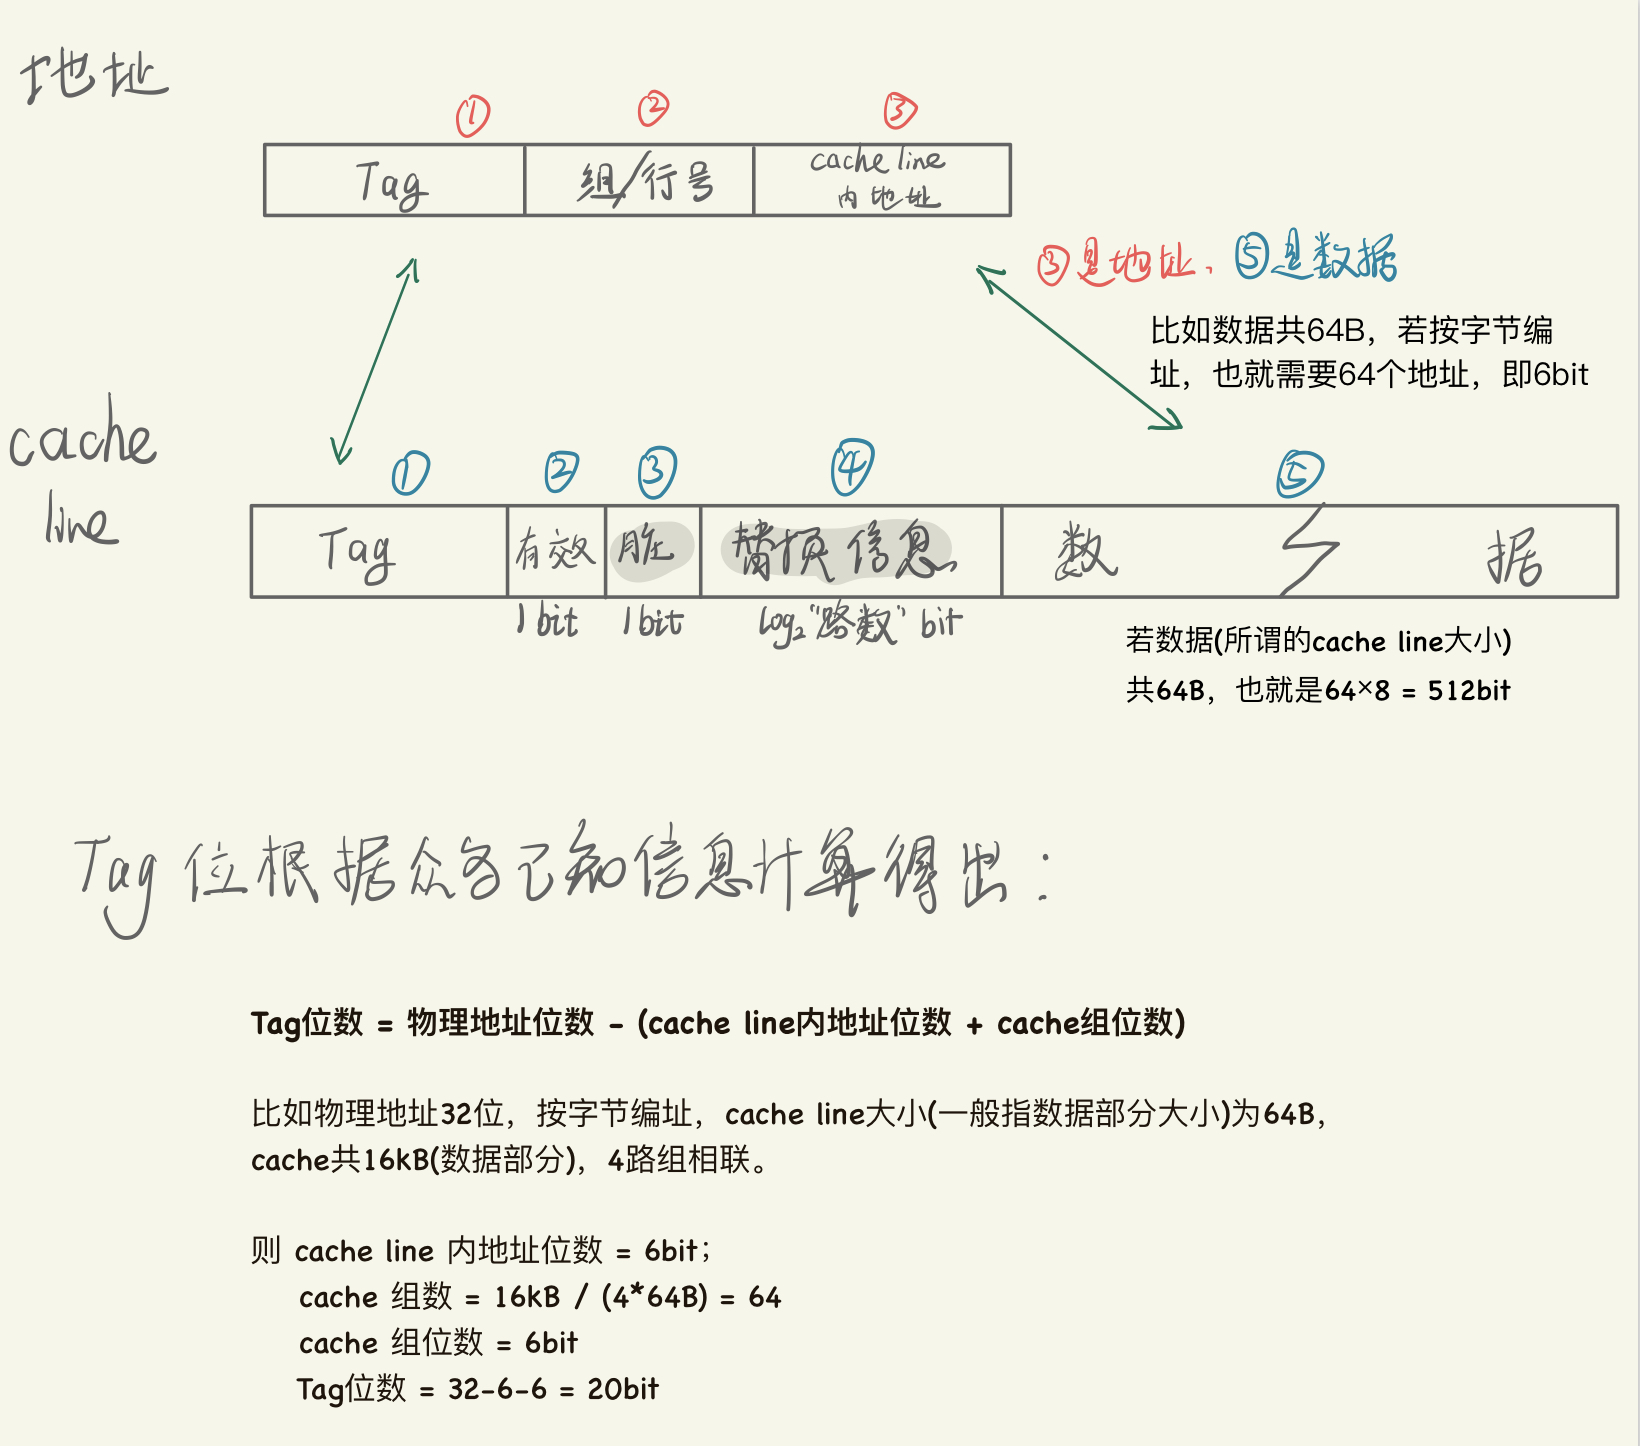 地址
① ② ③
Tag 组/行号 cache line
内地址
③是地址、⑤是数据
比如数据共64B，若按字节编
址，也就需要64个地址，即6bit
cache
line
① ② ③ ④ ⑤
Tag 有效 脏 替换信息 数 据
1bit 1bit log₂"路数" bit
若数据(所谓的cache line大小)
共64B，也就是64×8 = 512bit
Tag位根据众多已知信息计算得出：
Tag位数 = 物理地址位数 - (cache line内地址位数 + cache组位数)
比如物理地址32位，按字节编址，cache line大小(一般指数据部分大小)为64B，
cache共16kB(数据部分)，4路组相联。
则 cache line 内地址位数 = 6bit；
cache 组数 = 16kB / (4*64B) = 64
cache 组位数 = 6bit
Tag位数 = 32-6-6 = 20bit